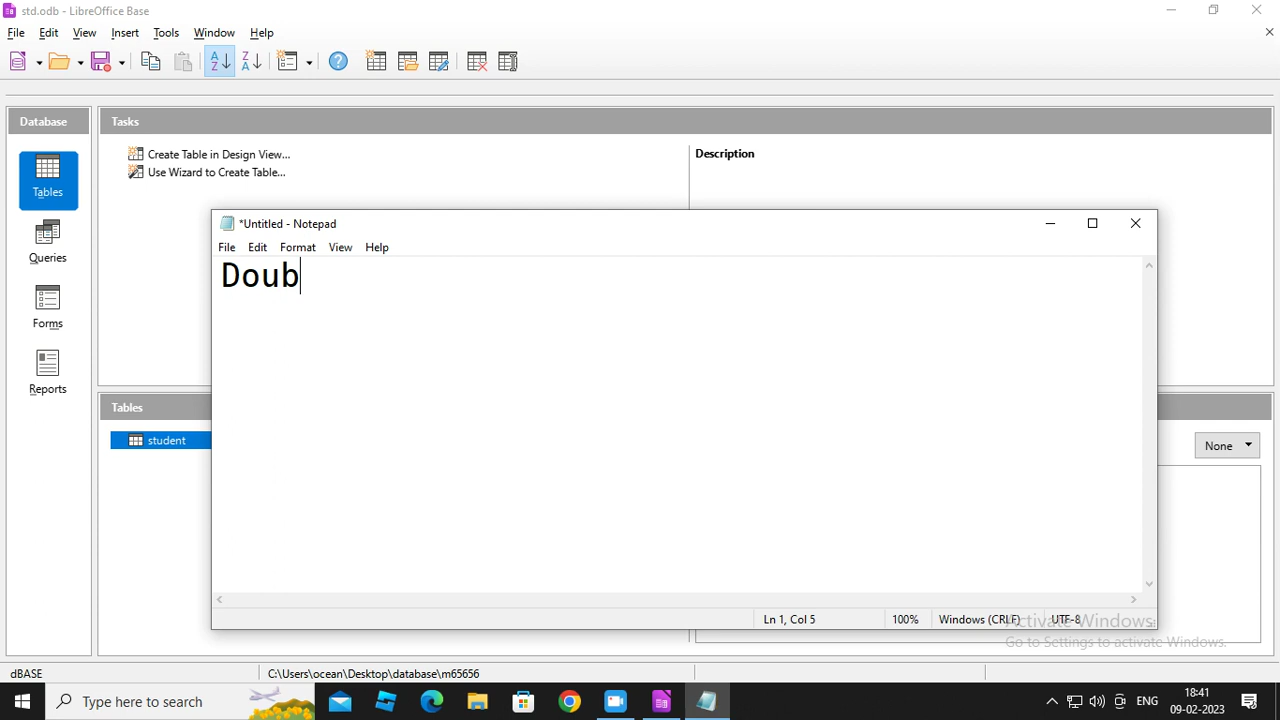 std.odb - LibreOffice Base
File Edit View Insert Tools Window Help
Database
Tasks
Create Table in Design View...
Description
Use Wizard to Create Table...
Tables
Queries
Forms
Reports
*Untitled - Notepad
File Edit Format View Help
Doub
Ln 1, Col 5 100% Windows (CRLF) UTF-8
Tables
student
None
Activate Windows
Go to Settings to activate Windows.
dBASE C:\Users\ocean\Desktop\database\m65656
Type here to search
ENG
18:41
09-02-2023